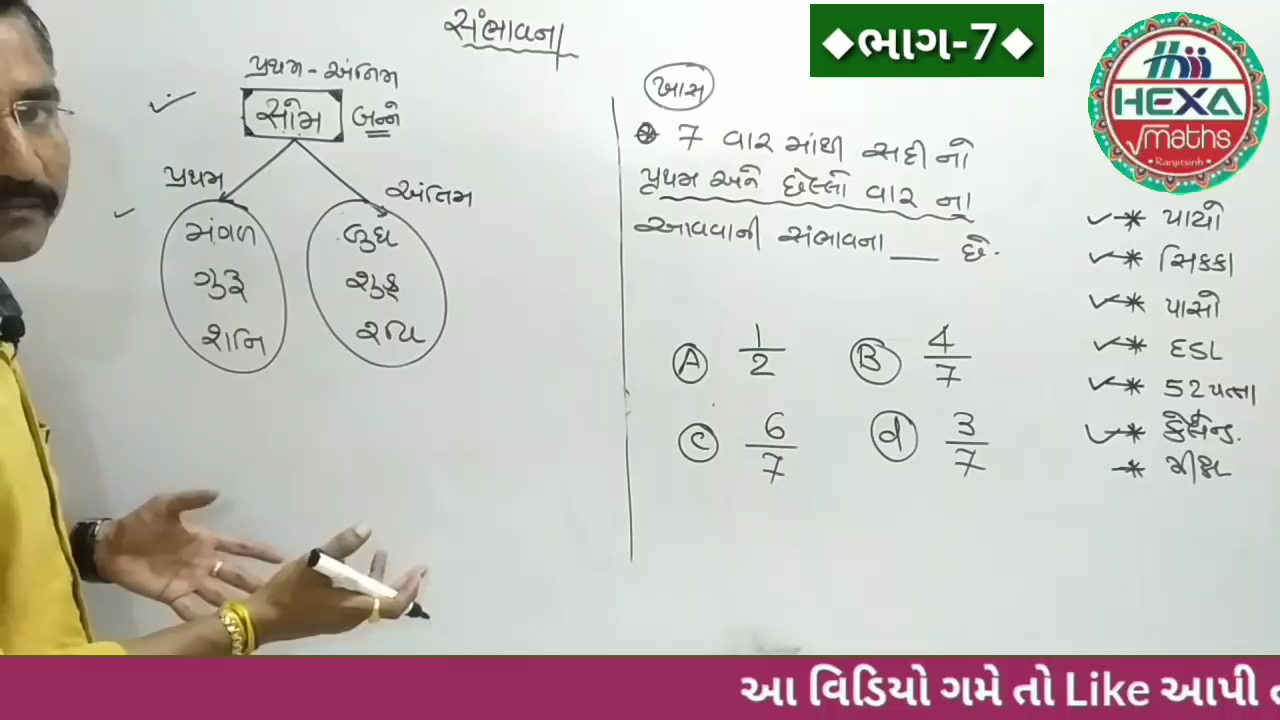 સંભાવના
◆ભાગ-7◆
HEXA
√maths
Ranjitsinh
પ્રથમ - અંતિમ
સોમ બન્ને
પ્રથમ
અંતિમ
મંગળ
ગુરૂ
શનિ
બુધ
શુક્ર
રવિ
ખાસ
7 વાર માંથી સદી નો
પ્રથમ અને છેલ્લો વાર ના
આવવાની સંભાવના ___ છે.
A 1/2
B 4/7
C 6/7
d 3/7
* પાયો
* સિક્કા
* પાસો
* દડા
* 52 પત્તા
* કેલેન્ડ.
* મીક્ષ
આ વિડિયો ગમે તો Like આપી